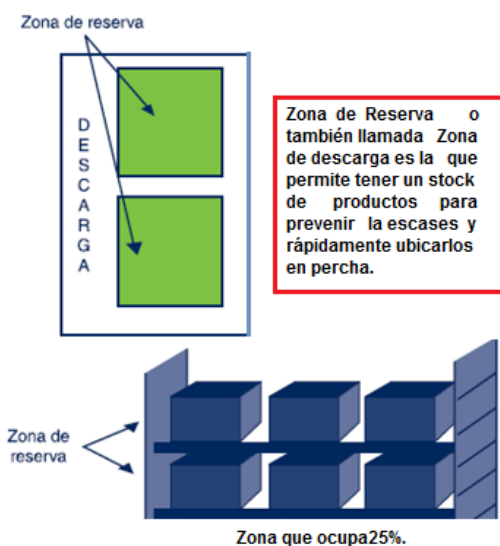 Zona de reserva
DESCARGA
Zona de Reserva o
también llamada Zona
de descarga es la que
permite tener un stock
de productos para
prevenir la escases y
rápidamente ubicarlos
en percha.
Zona de
reserva
Zona que ocupa25%.